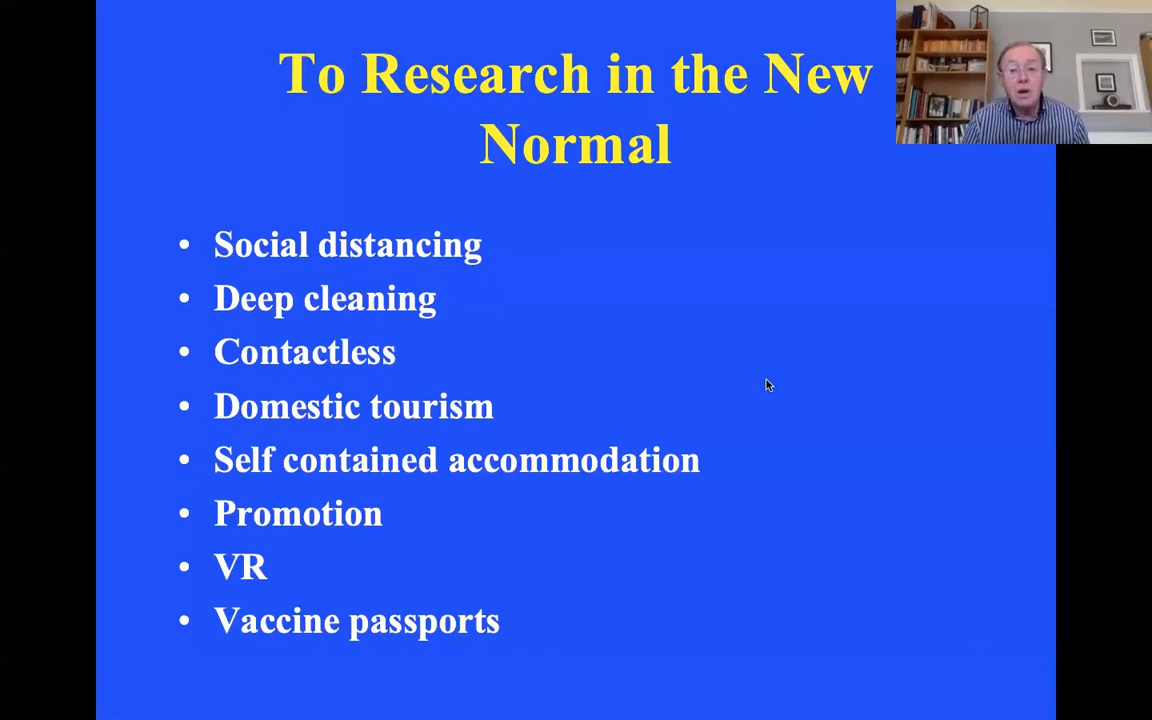 To Research in the New
Normal
• Social distancing
• Deep cleaning
• Contactless
• Domestic tourism
• Self contained accommodation
• Promotion
• VR
• Vaccine passports